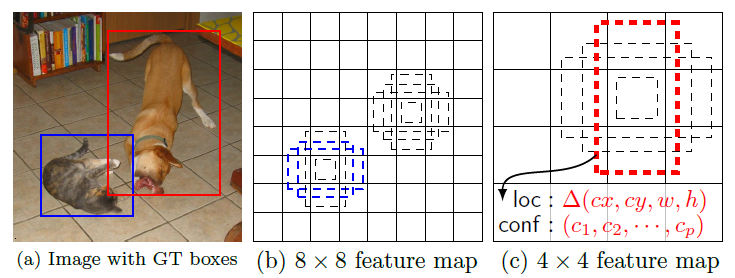 loc : Δ(cx, cy, w, h)
conf : (c₁, c₂, ⋯, cₚ)
(a) Image with GT boxes
(b) 8 × 8 feature map
(c) 4 × 4 feature map